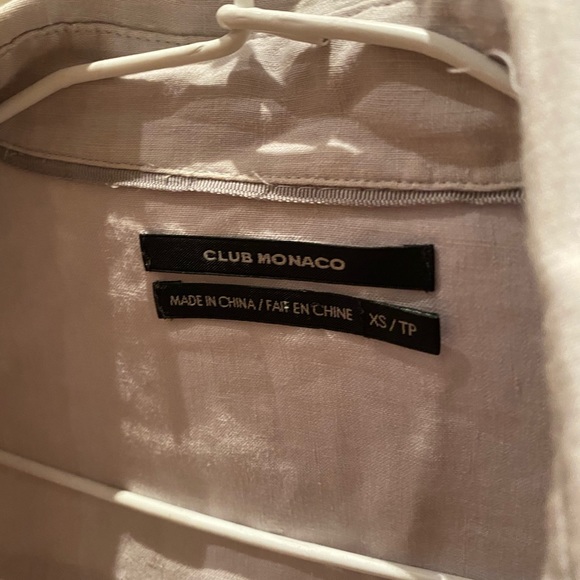 CLUB MONACO
MADE IN CHINA / FAIT EN CHINE XS / TP